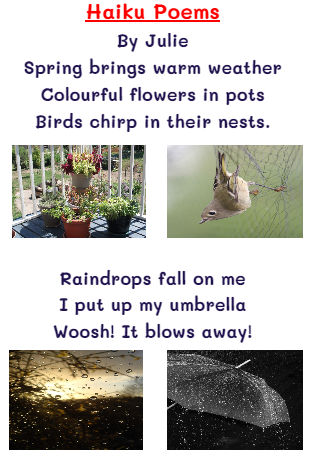 Haiku Poems
By Julie
Spring brings warm weather
Colourful flowers in pots
Birds chirp in their nests.
Raindrops fall on me
I put up my umbrella
Woosh! It blows away!